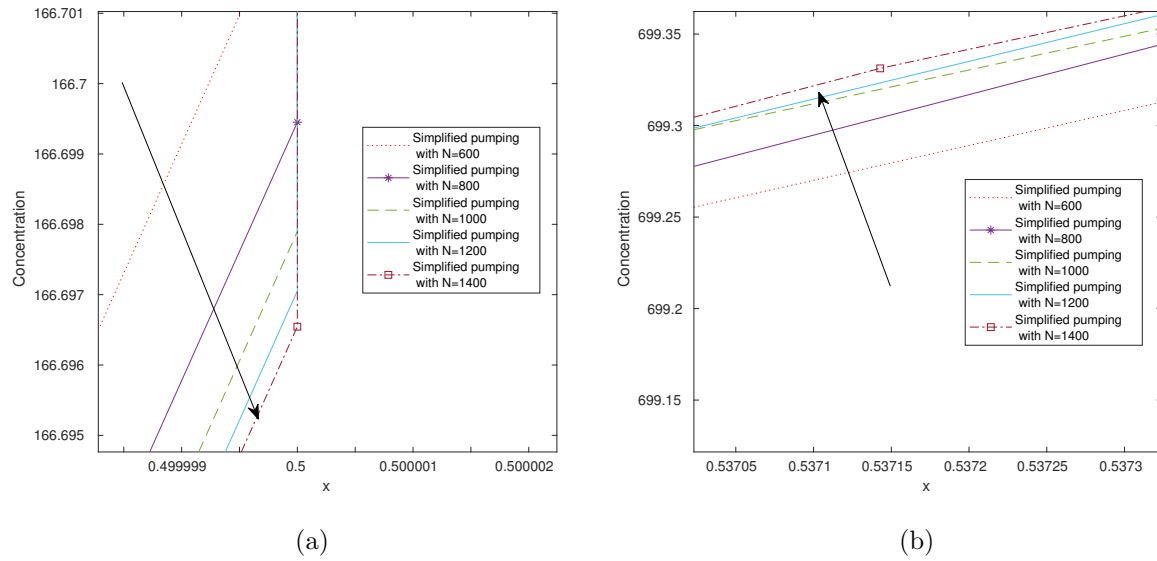 166.701
166.7
166.699
166.698
166.697
166.696
166.695
Concentration
0.499999
0.5
0.500001
0.500002
x
Simplified pumping
with N=600
Simplified pumping
with N=800
Simplified pumping
with N=1000
Simplified pumping
with N=1200
Simplified pumping
with N=1400
(a)
699.35
699.3
699.25
699.2
699.15
Concentration
0.53705
0.5371
0.53715
0.5372
0.53725
0.5373
x
Simplified pumping
with N=600
Simplified pumping
with N=800
Simplified pumping
with N=1000
Simplified pumping
with N=1200
Simplified pumping
with N=1400
(b)